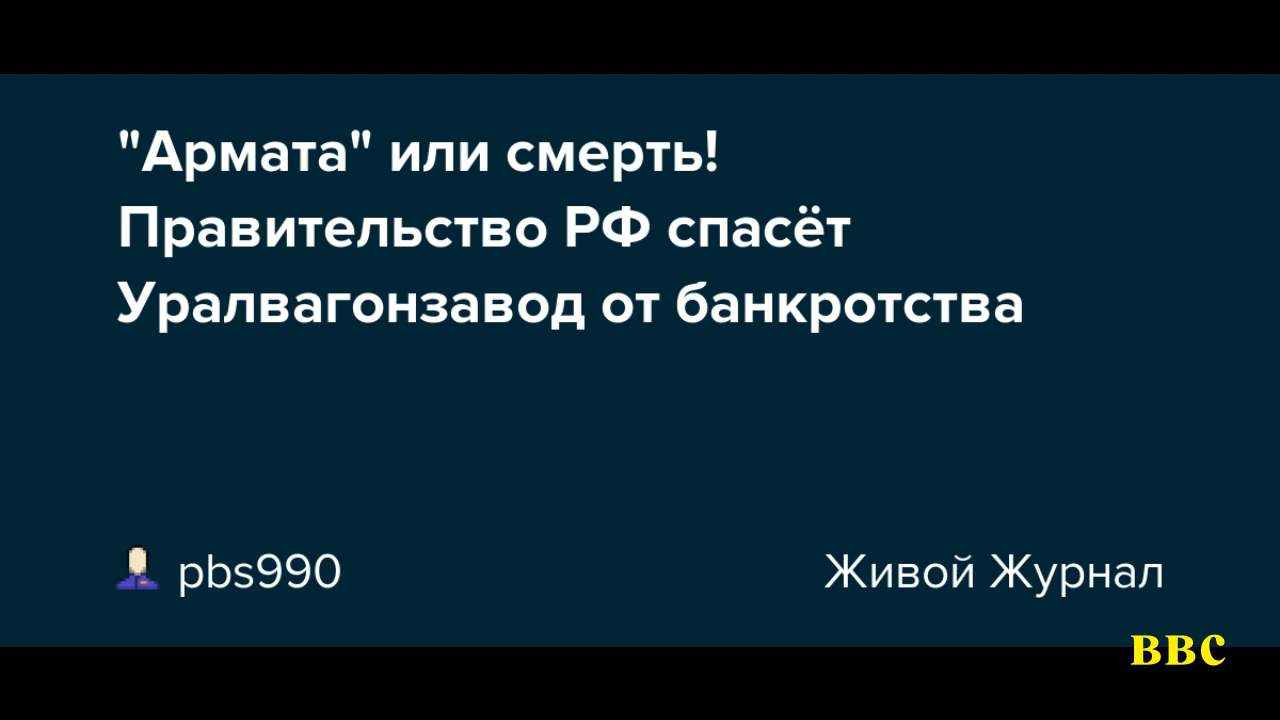 "Армата" или смерть!
Правительство РФ спасёт
Уралвагонзавод от банкротства
pbs990
Живой Журнал
BBC